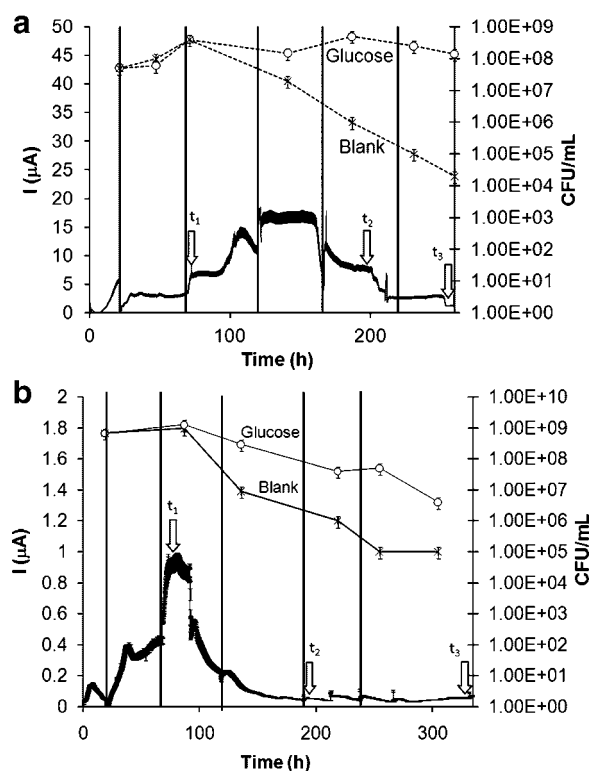 a
50
45
40
35
30
25
20
15
10
5
0
I (µA)
1.00E+09
1.00E+08
1.00E+07
1.00E+06
1.00E+05
1.00E+04
1.00E+03
1.00E+02
1.00E+01
1.00E+00
CFU/mL
Glucose
Blank
t1
t2
t3
0 100 200
Time (h)
b
2
1.8
1.6
1.4
1.2
1
0.8
0.6
0.4
0.2
0
I (µA)
1.00E+10
1.00E+09
1.00E+08
1.00E+07
1.00E+06
1.00E+05
1.00E+04
1.00E+03
1.00E+02
1.00E+01
1.00E+00
CFU/mL
Glucose
Blank
t1
t2
t3
0 100 200 300
Time (h)